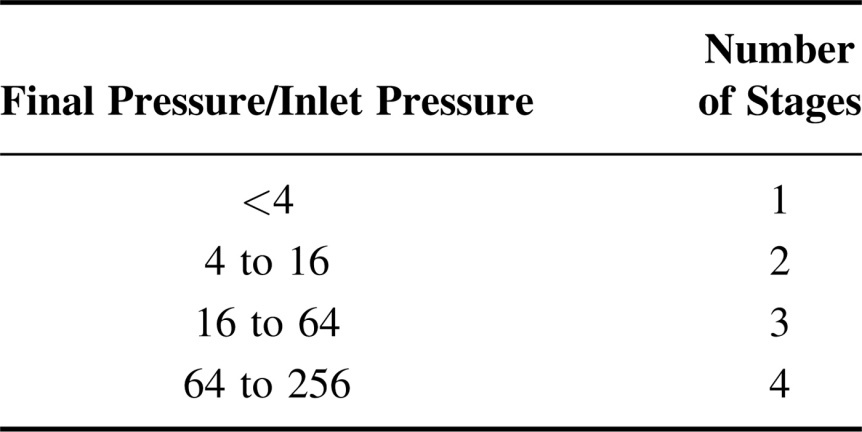 Number
Final Pressure/Inlet Pressure of Stages
<4 1
4 to 16 2
16 to 64 3
64 to 256 4